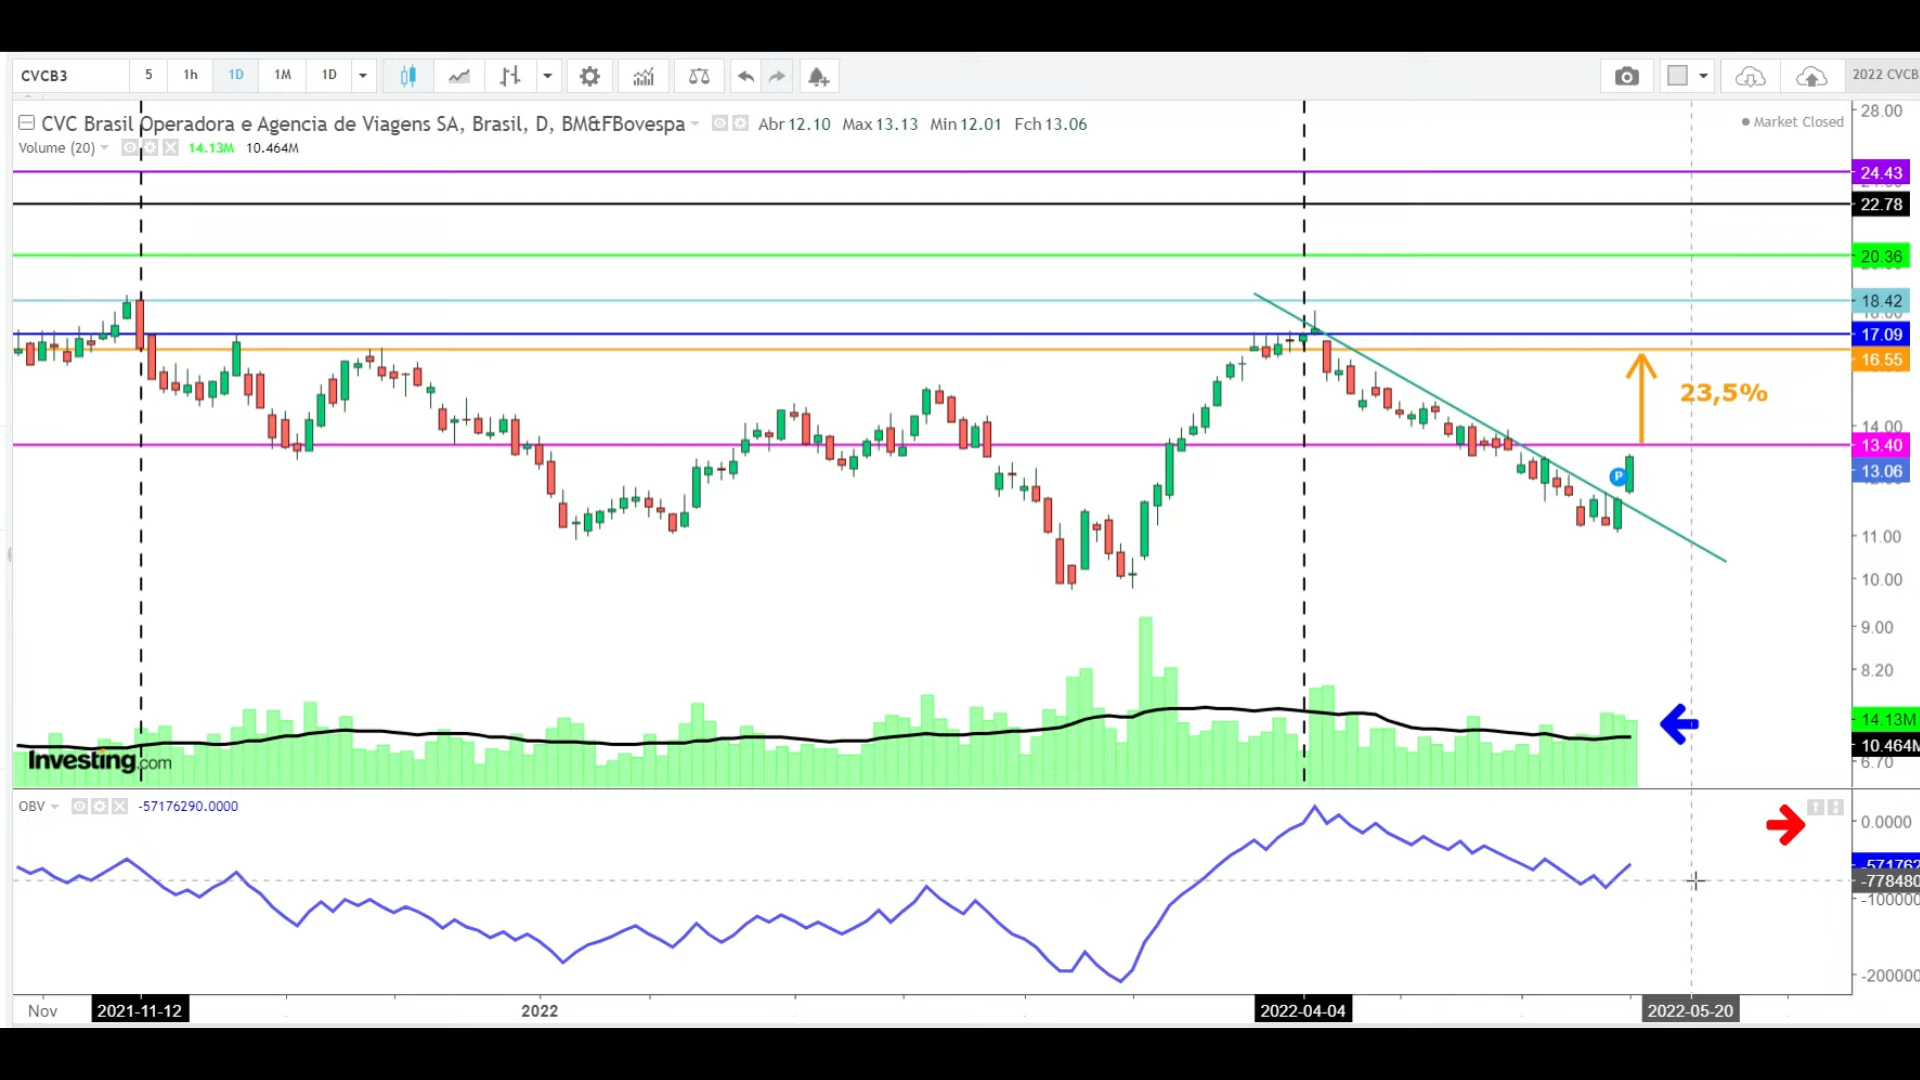 CVCB3 5 1h 1D 1M 1D 2022 CVCB
CVC Brasil Operadora e Agencia de Viagens SA, Brasil, D, BM&FBovespa Abr 12.10 Max 13.13 Min 12.01 Fch 13.06
Market Closed
Volume (20) 14.13M 10.464M
28.00
24.43
22.78
20.36
18.42
18.00
17.09
16.55
23,5%
14.00
13.40
13.06
P
11.00
10.00
9.00
8.20
14.13M
10.464M
6.70
Investing.com
OBV -57176290.0000
0.0000
-571762
-778480
-100000
-200000
Nov 2021-11-12 2022 2022-04-04 2022-05-20